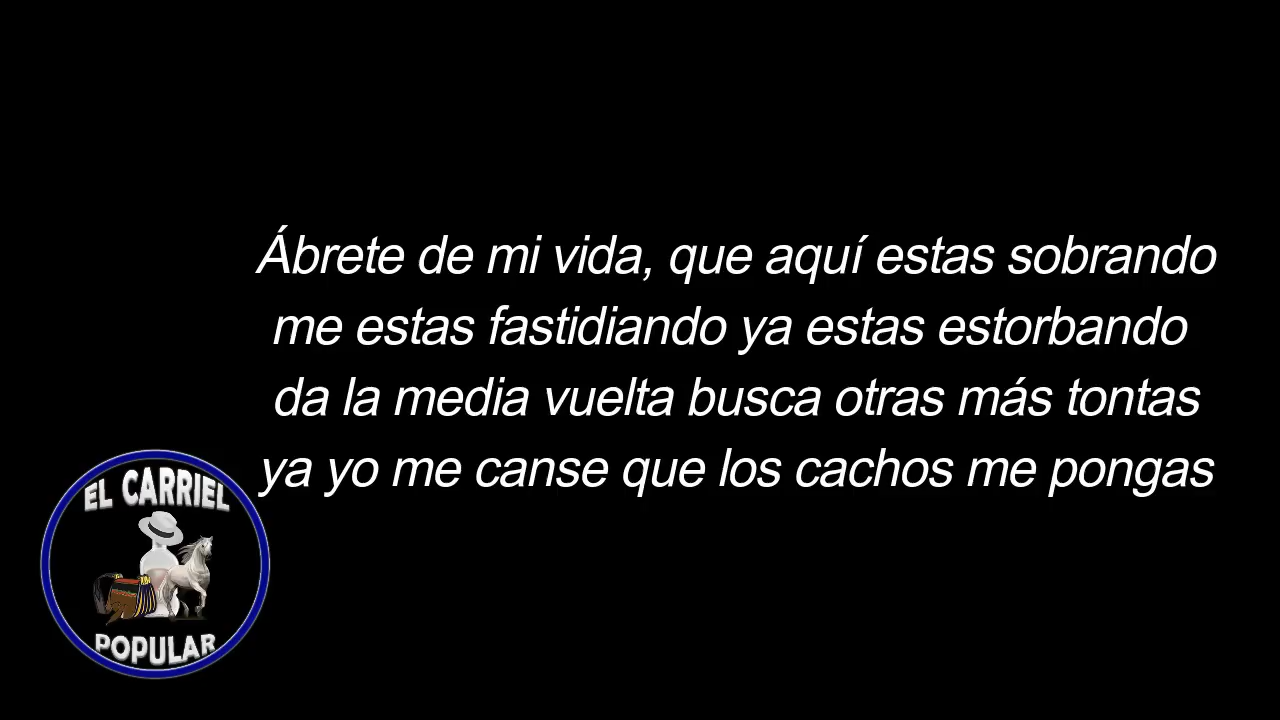 Ábrete de mi vida, que aquí estas sobrando
me estas fastidiando ya estas estorbando
da la media vuelta busca otras más tontas
ya yo me canse que los cachos me pongas
EL CARRIEL
POPULAR